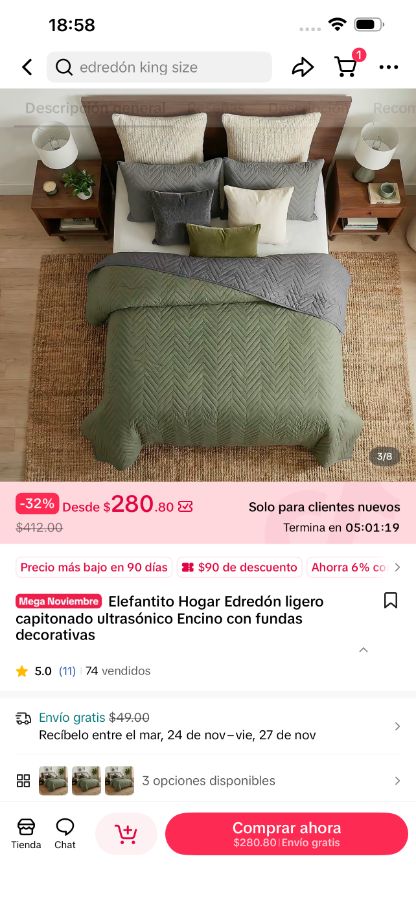 18:58
edredón king size
1
Descripción general Reseñas Descripción Recom
3/8
-32% Desde $280.80
$412.00
Solo para clientes nuevos
Termina en 05:01:19
Precio más bajo en 90 días
$90 de descuento
Ahorra 6% co
Mega Noviembre Elefantito Hogar Edredón ligero
capitonado ultrasónico Encino con fundas
decorativas
5.0 (11) 74 vendidos
Envío gratis $49.00
Recíbelo entre el mar, 24 de nov–vie, 27 de nov
3 opciones disponibles
Tienda
Chat
Comprar ahora
$280.80 | Envío gratis